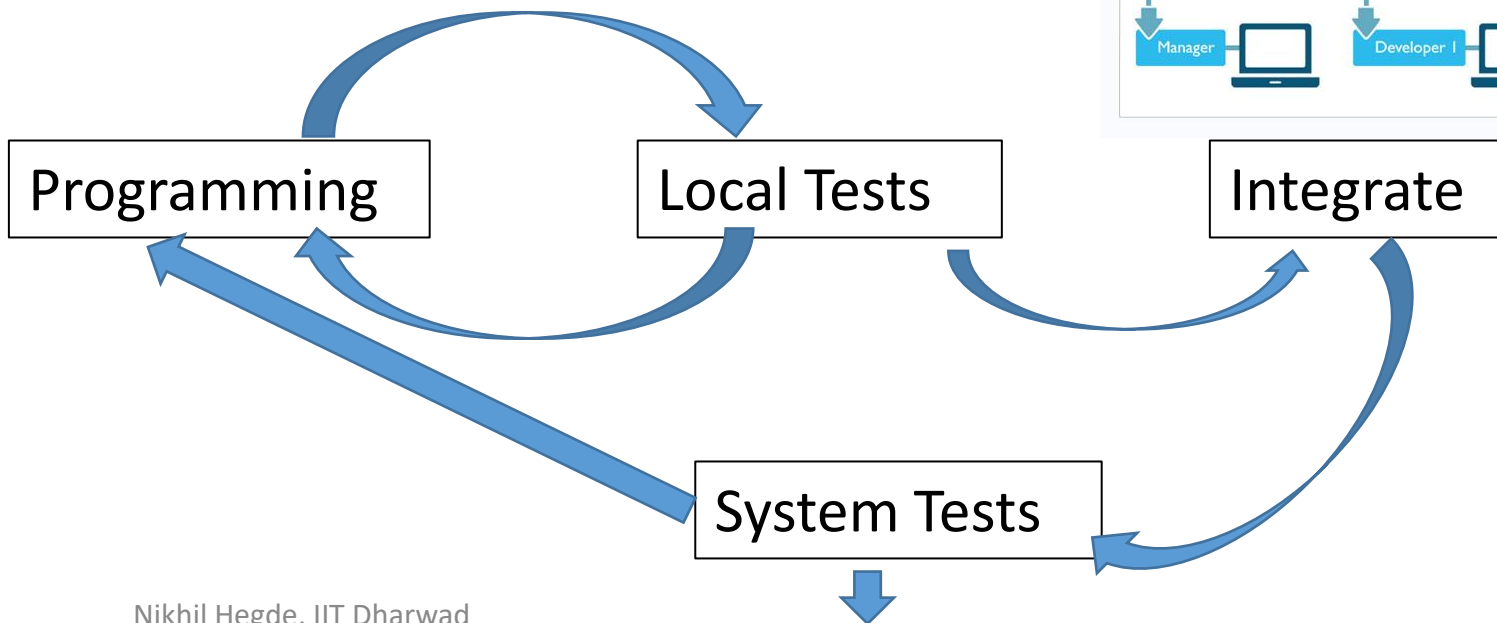 Manager
Developer 1
Programming
Local Tests
Integrate
System Tests
Nikhil Hegde, IIT Dharwad